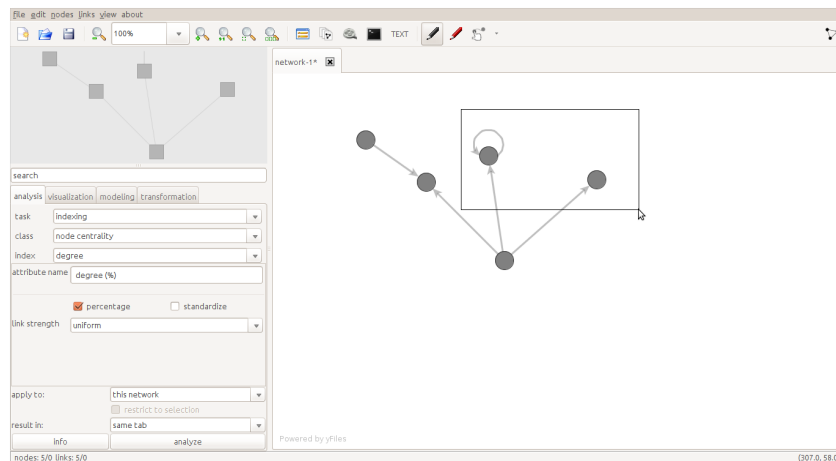 file edit nodes links view about
100% TEXT
network-1*
search
analysis visualization modeling transformation
task indexing
class node centrality
index degree
attribute name degree (%)
percentage standardize
link strength uniform
apply to: this network
restrict to selection
result in: same tab
info analyze
Powered by yFiles
nodes: 5/0 links: 5/0 (307.0, 58.0